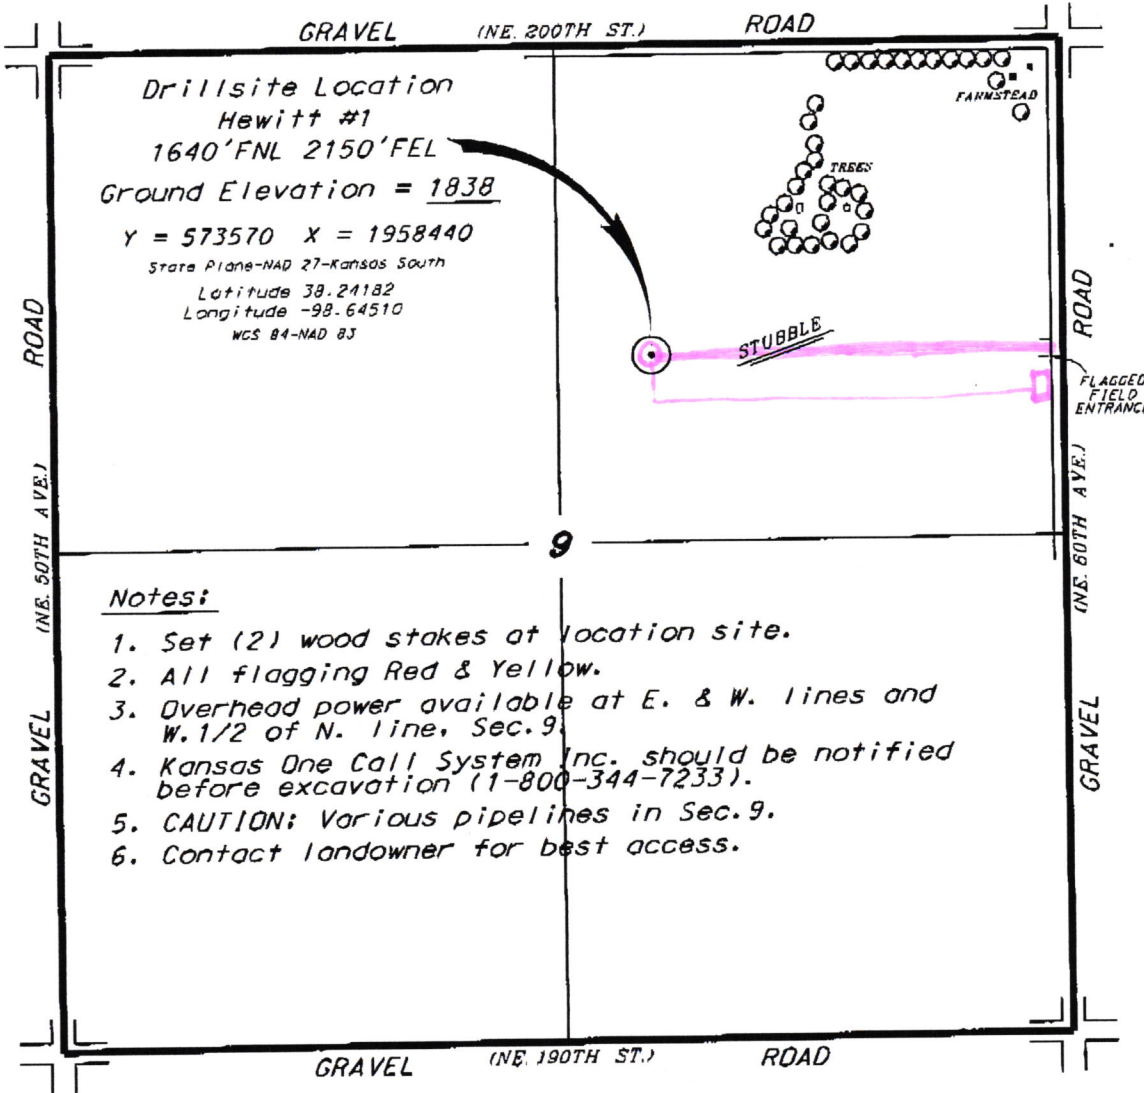 GRAVEL (NE. 200TH ST.) ROAD
Drillsite Location
Hewitt #1
1640'FNL 2150'FEL
Ground Elevation = 1838
Y = 573570 X = 1958440
State Plane-NAD 27-Kansas South
Latitude 38.24182
Longitude -98.64510
WGS 84-NAD 83
FARMSTEAD
TREES
STUBBLE
FLAGGED
FIELD
ENTRANCE
ROAD
(NE. 50TH AVE.)
GRAVEL
ROAD
(NE. 60TH AVE.)
GRAVEL
9
Notes:
1. Set (2) wood stakes at location site.
2. All flagging Red & Yellow.
3. Overhead power available at E. & W. lines and
W.1/2 of N. line, Sec.9.
4. Kansas One Call System Inc. should be notified
before excavation (1-800-344-7233).
5. CAUTION: Various pipelines in Sec.9.
6. Contact landowner for best access.
GRAVEL (NE. 190TH ST.) ROAD